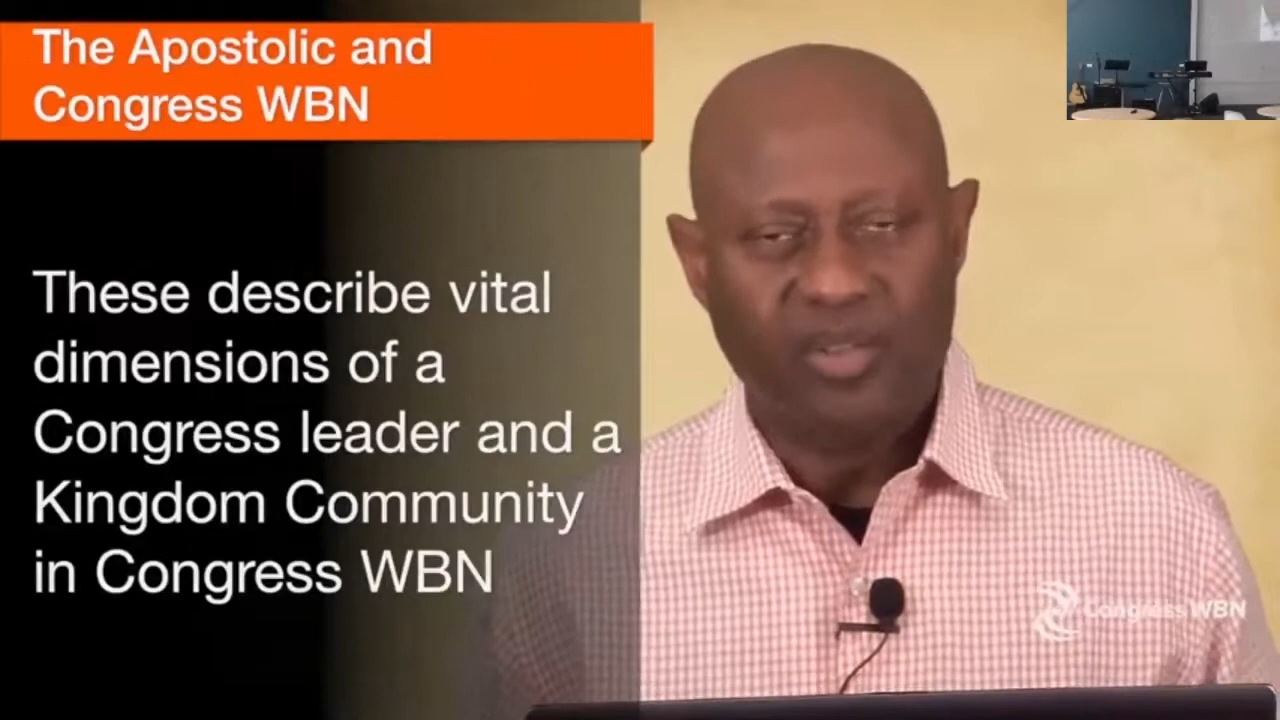 The Apostolic and
Congress WBN
These describe vital
dimensions of a
Congress leader and a
Kingdom Community
in Congress WBN
Congress WBN